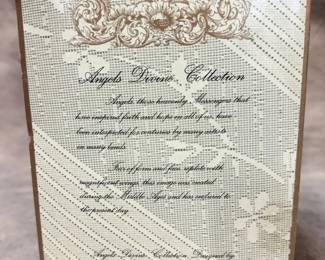 Angels Divine Collection
Angels, those heavenly Messengers that
have inspired faith and hope in all of us, have
been interpreted for centuries by many artists
in many lands.
Fair of form and face, replete with
magnificent wings, this image was created
during the Middle Ages and has endured to
the present day.
Angels Divine Collection Designed by